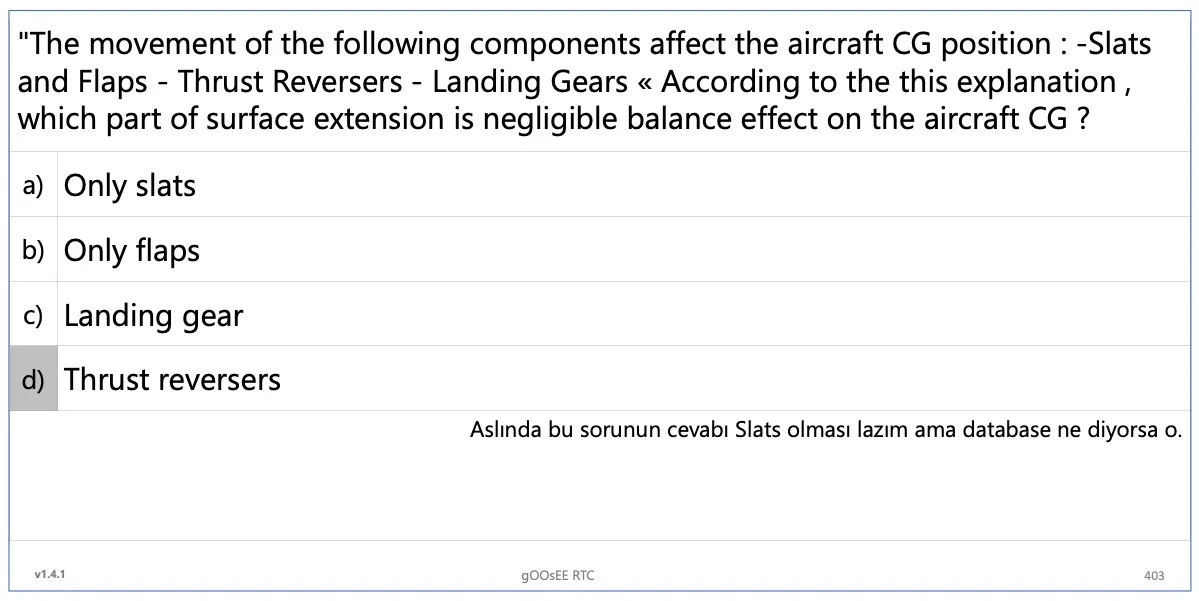 "The movement of the following components affect the aircraft CG position : -Slats
and Flaps - Thrust Reversers - Landing Gears « According to the this explanation ,
which part of surface extension is negligible balance effect on the aircraft CG ?
a) Only slats
b) Only flaps
c) Landing gear
d) Thrust reversers
Aslında bu sorunun cevabı Slats olması lazım ama database ne diyorsa o.
v1.4.1 gOOsEE RTC 403